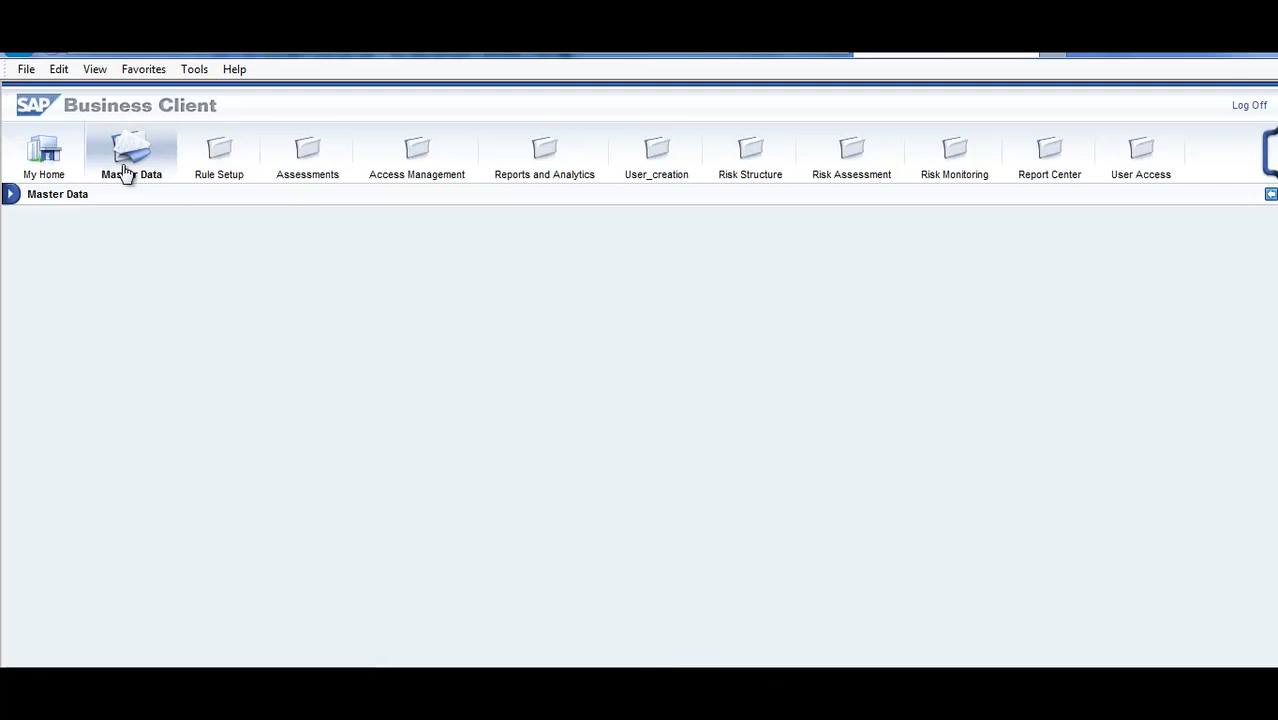 File Edit View Favorites Tools Help
SAP Business Client Log Off
My Home Master Data Rule Setup Assessments Access Management Reports and Analytics User_creation Risk Structure Risk Assessment Risk Monitoring Report Center User Access
Master Data